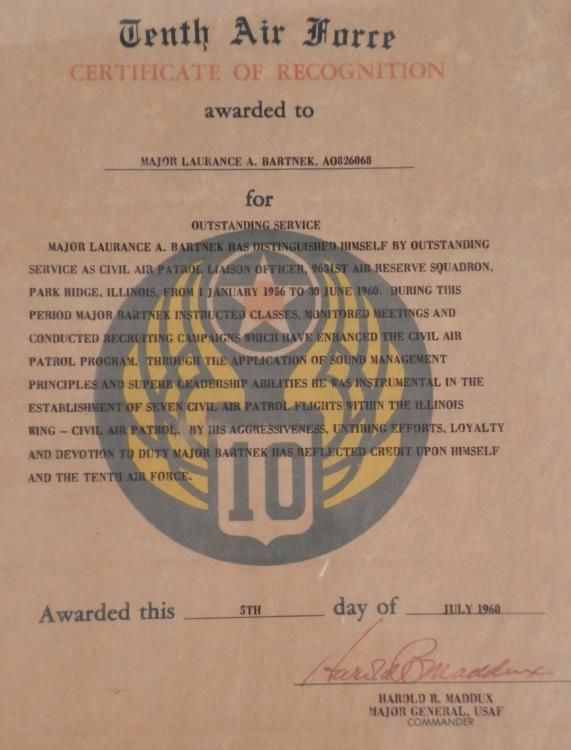 Tenth Air Force
CERTIFICATE OF RECOGNITION
awarded to
MAJOR LAURANCE A. BARTNEK, AO826068
for
OUTSTANDING SERVICE
MAJOR LAURANCE A. BARTNEK HAS DISTINGUISHED HIMSELF BY OUTSTANDING
SERVICE AS CIVIL AIR PATROL LIAISON OFFICER, 9631ST AIR RESERVE SQUADRON,
PARK RIDGE, ILLINOIS, FROM 1 JANUARY 1956 TO 30 JUNE 1960. DURING THIS
PERIOD MAJOR BARTNEK INSTRUCTED CLASSES, MONITORED MEETINGS AND
CONDUCTED RECRUITING CAMPAIGNS WHICH HAVE ENHANCED THE CIVIL AIR
PATROL PROGRAM. THROUGH THE APPLICATION OF SOUND MANAGEMENT
PRINCIPLES AND SUPERB LEADERSHIP ABILITIES HE WAS INSTRUMENTAL IN THE
ESTABLISHMENT OF SEVEN CIVIL AIR PATROL FLIGHTS WITHIN THE ILLINOIS
WING – CIVIL AIR PATROL. BY HIS AGGRESSIVENESS, UNTIRING EFFORTS, LOYALTY
AND DEVOTION TO DUTY MAJOR BARTNEK HAS REFLECTED CREDIT UPON HIMSELF
AND THE TENTH AIR FORCE.
10
Awarded this 5TH day of JULY 1960
Harold R Maddux
HAROLD R. MADDUX
MAJOR GENERAL, USAF
COMMANDER